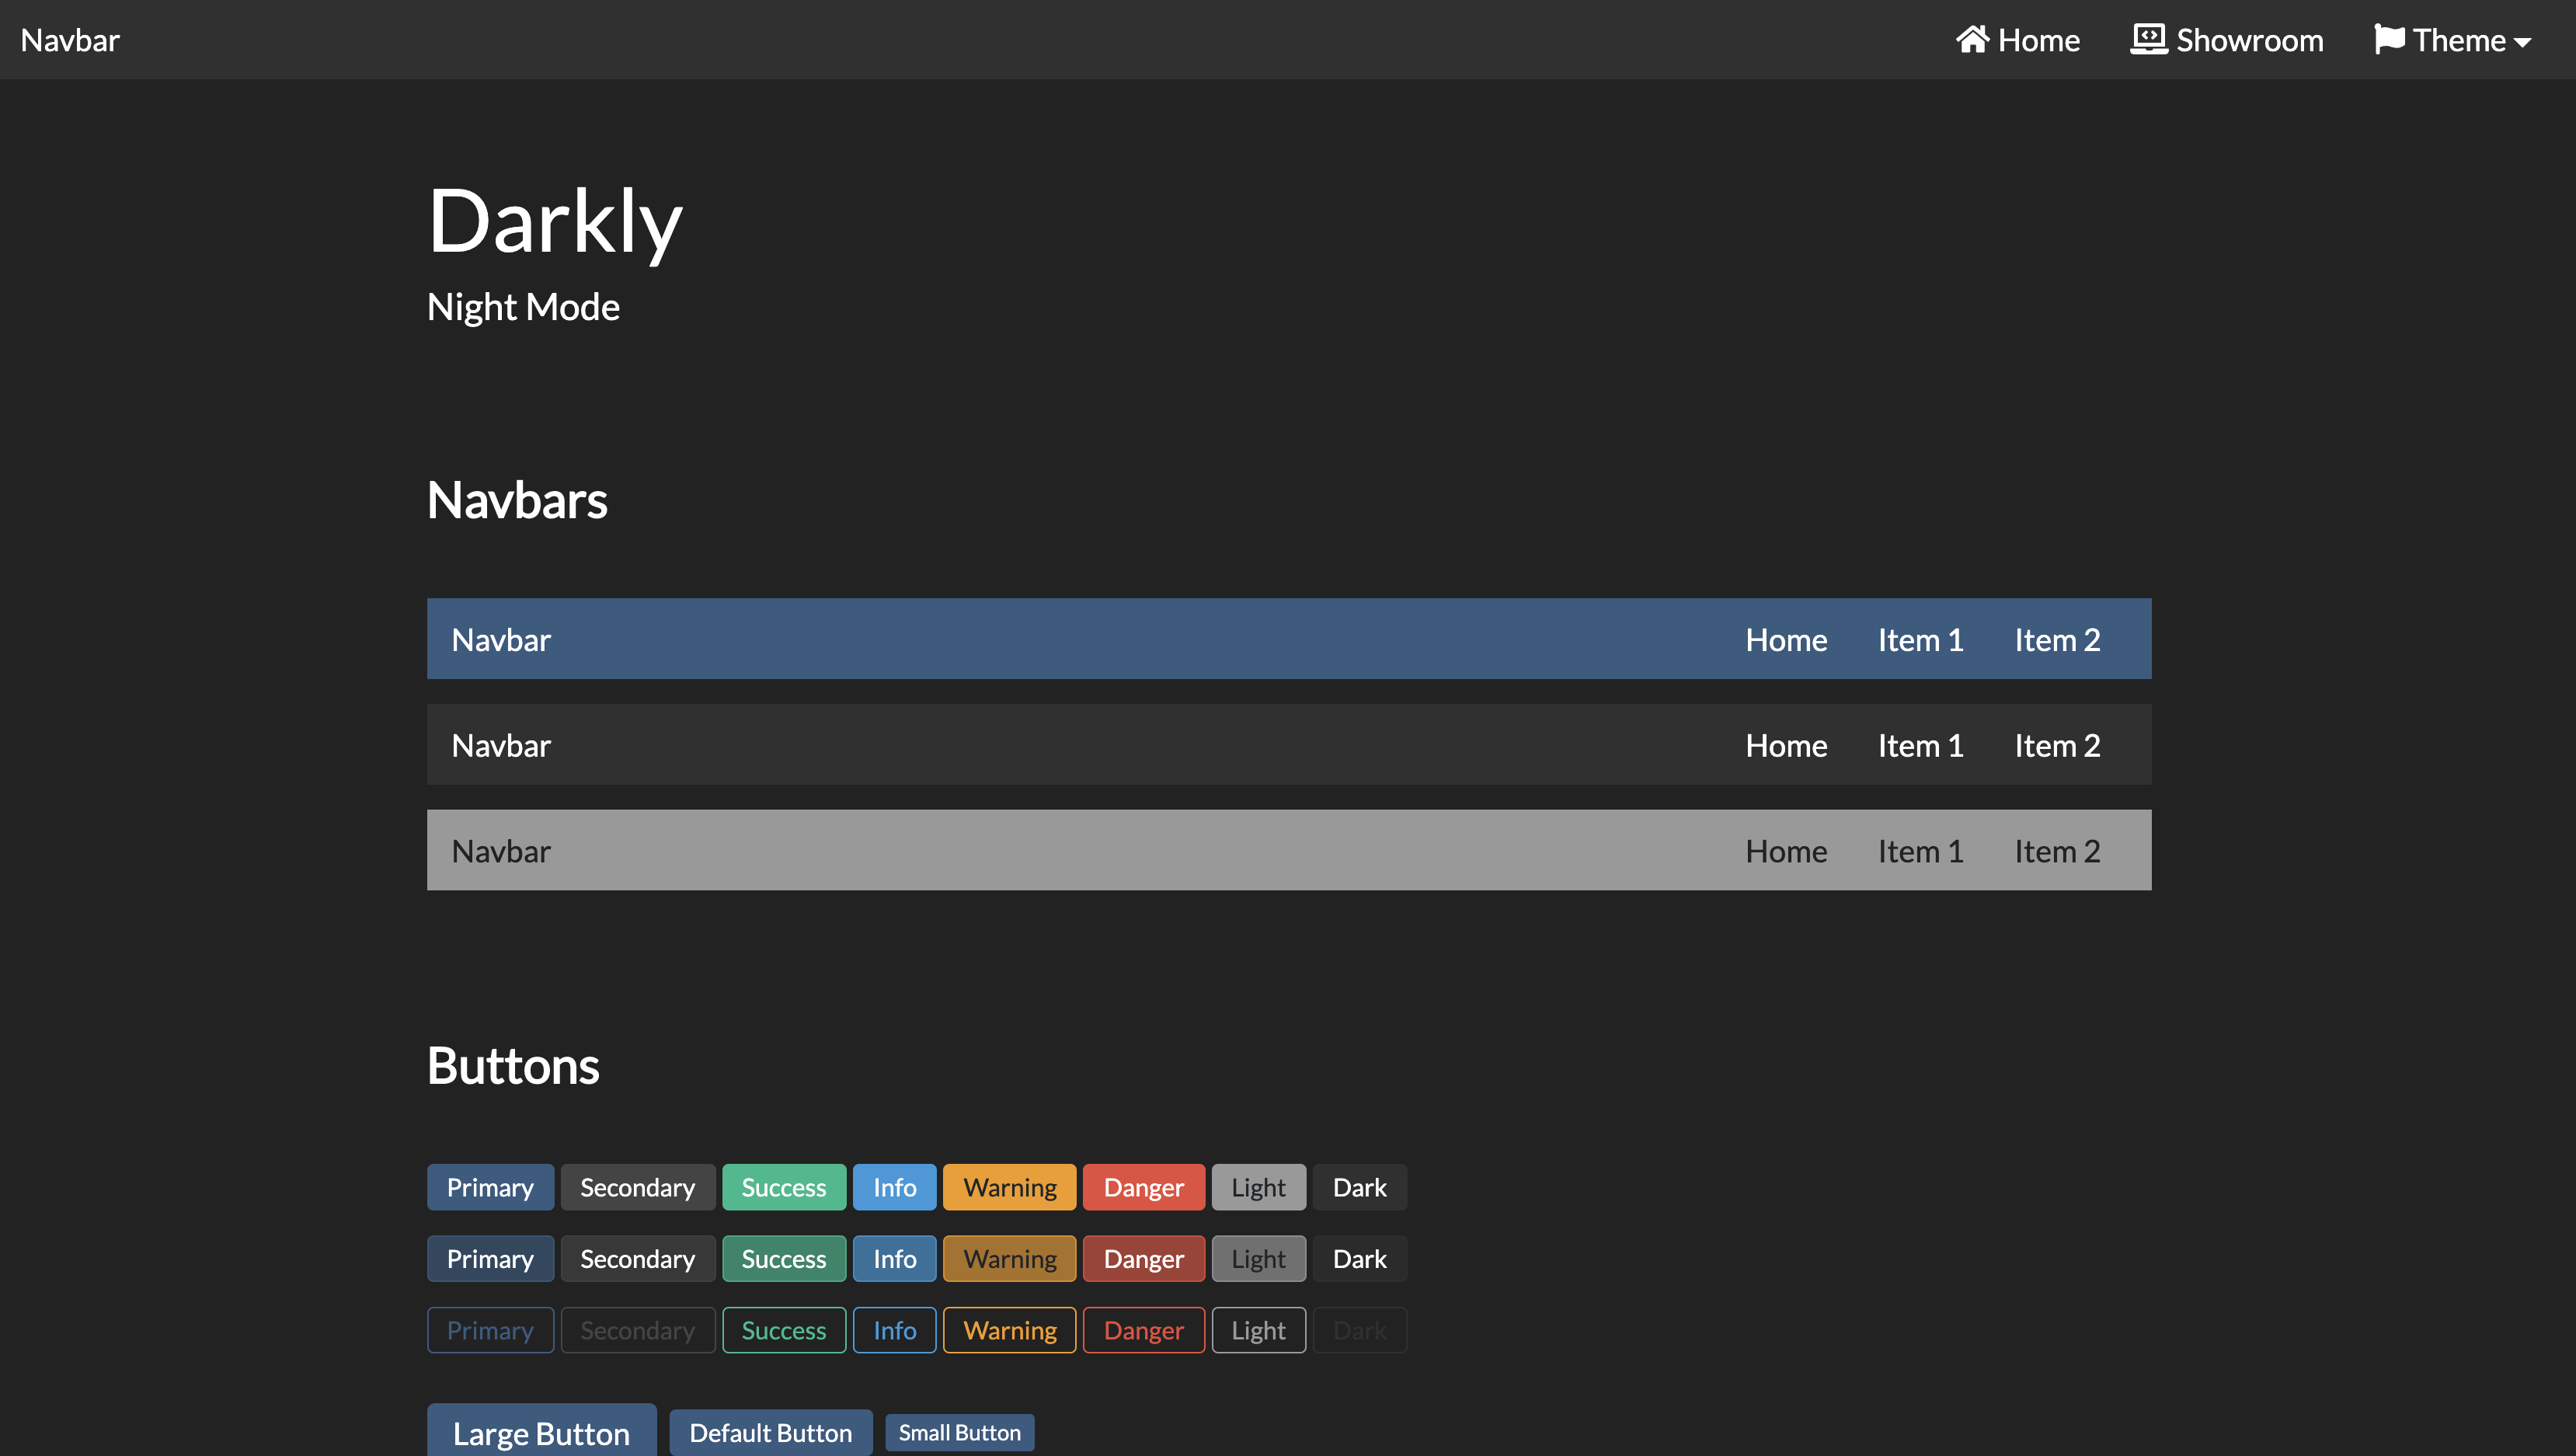 Navbar Home Showroom Theme
Darkly
Night Mode
Navbars
Navbar Home Item 1 Item 2
Navbar Home Item 1 Item 2
Navbar Home Item 1 Item 2
Buttons
Primary Secondary Success Info Warning Danger Light Dark
Primary Secondary Success Info Warning Danger Light Dark
Primary Secondary Success Info Warning Danger Light Dark
Large Button Default Button Small Button